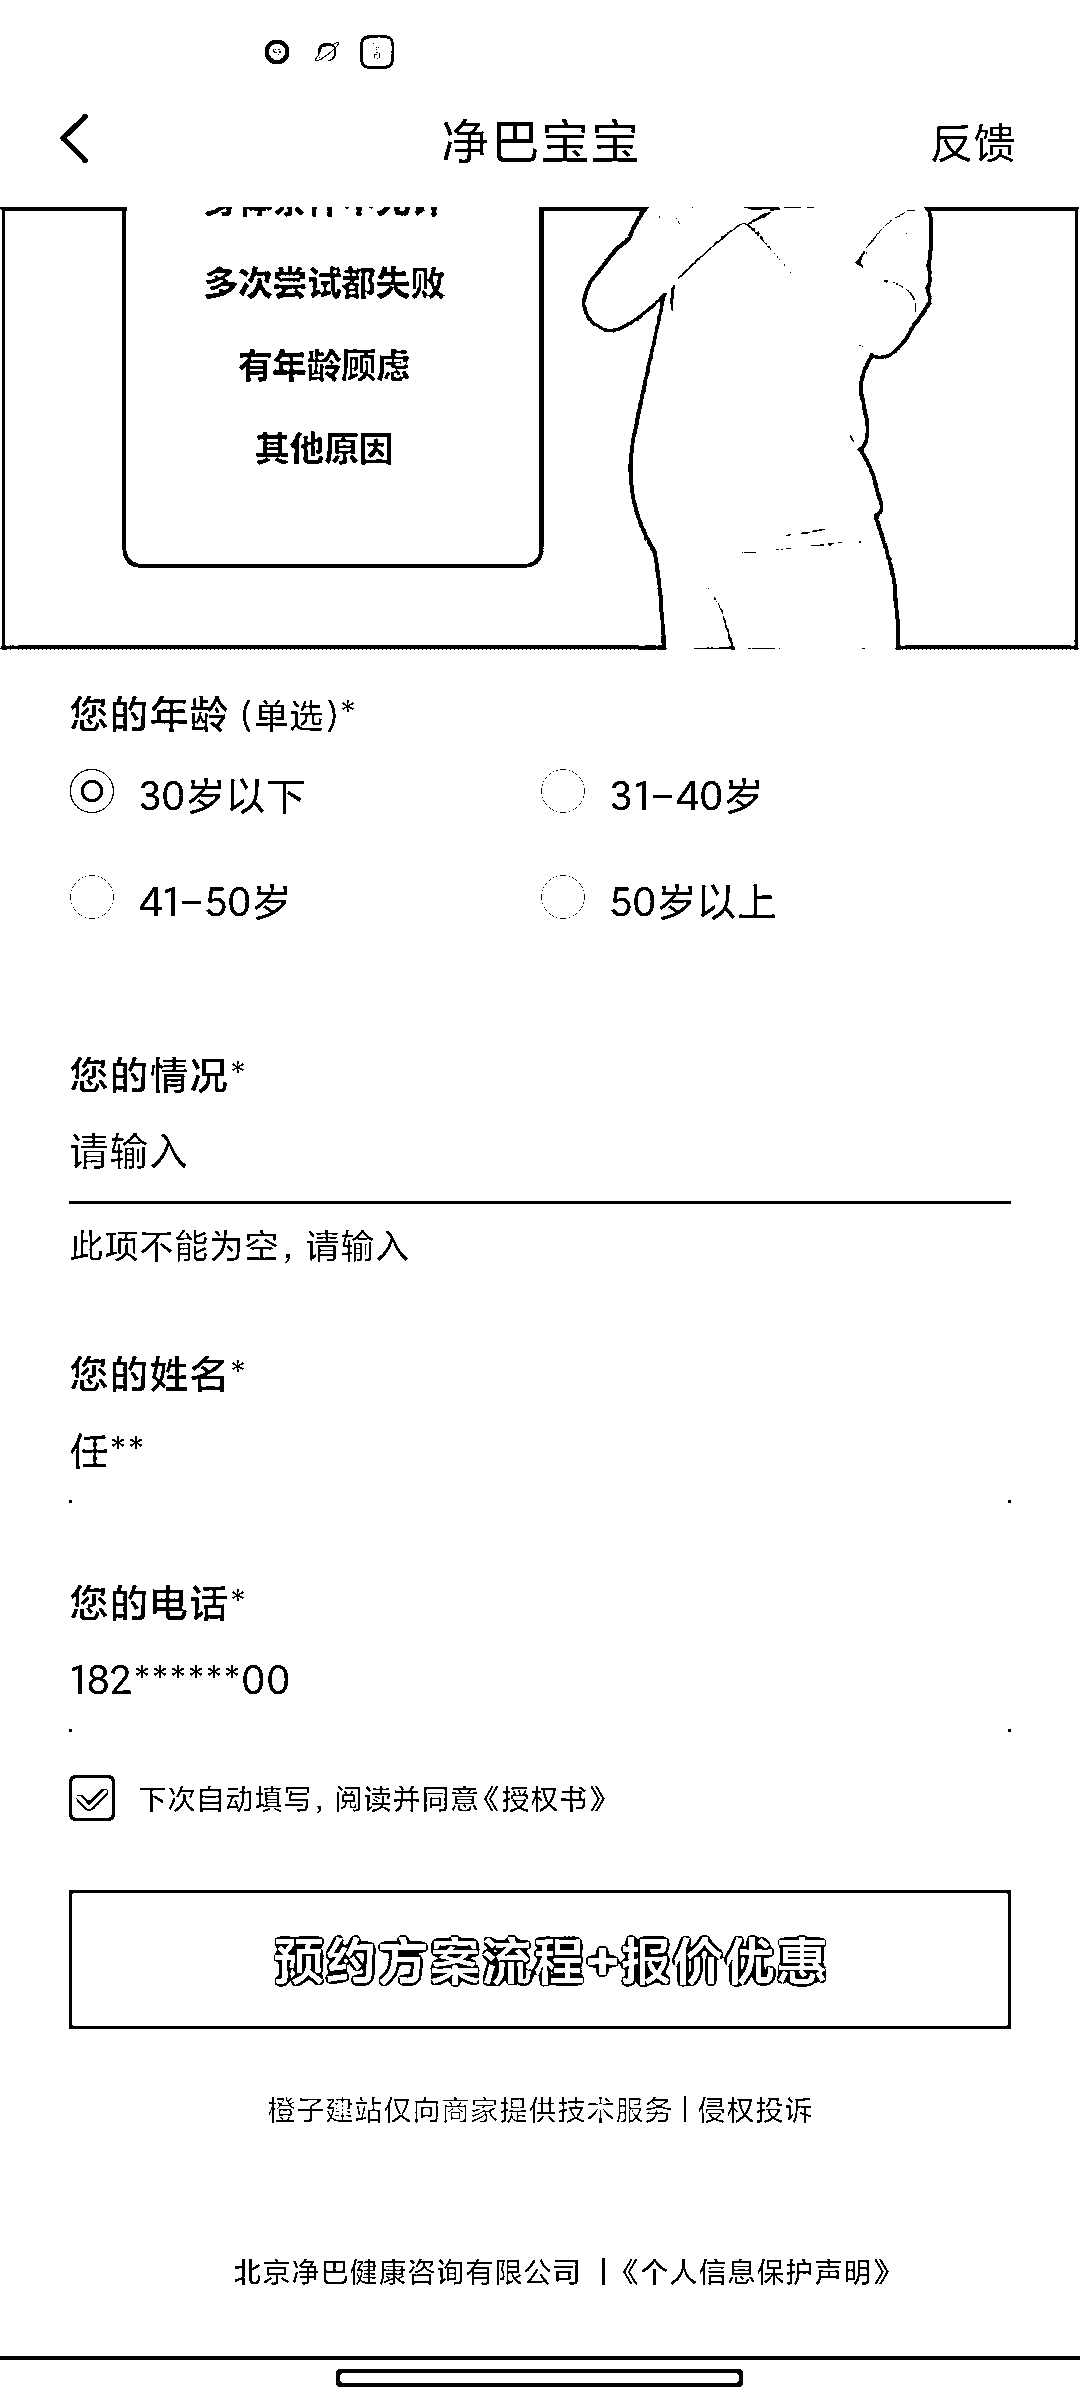 净巴宝宝
反馈
多次尝试都失败
有年龄顾虑
其他原因
您的年龄 (单选)*
30岁以下
31-40岁
41-50岁
50岁以上
您的情况*
请输入
此项不能为空, 请输入
您的姓名*
任**
您的电话*
182******00
下次自动填写, 阅读并同意《授权书》
预约方案流程+报价优惠
橙子建站仅向商家提供技术服务 | 侵权投诉
北京净巴健康咨询有限公司 |《个人信息保护声明》